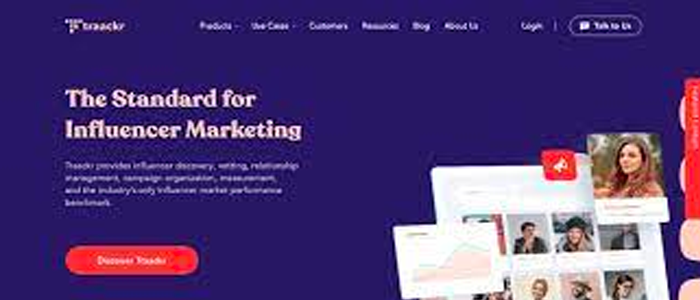 traackr
Products Use Cases Customers Resources Blog About Us Login Talk to Us
The Standard for
Influencer Marketing
Traackr provides influencer discovery, vetting, relationship
management, campaign organization, measurement,
and the industry's only influencer market performance
benchmark.
Discover Traackr